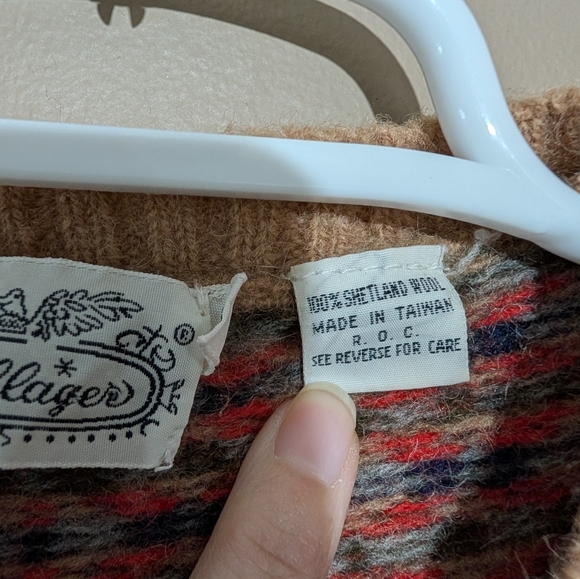 llager
®
100% SHETLAND WOOL
MADE IN TAIWAN
R. O. C.
SEE REVERSE FOR CARE